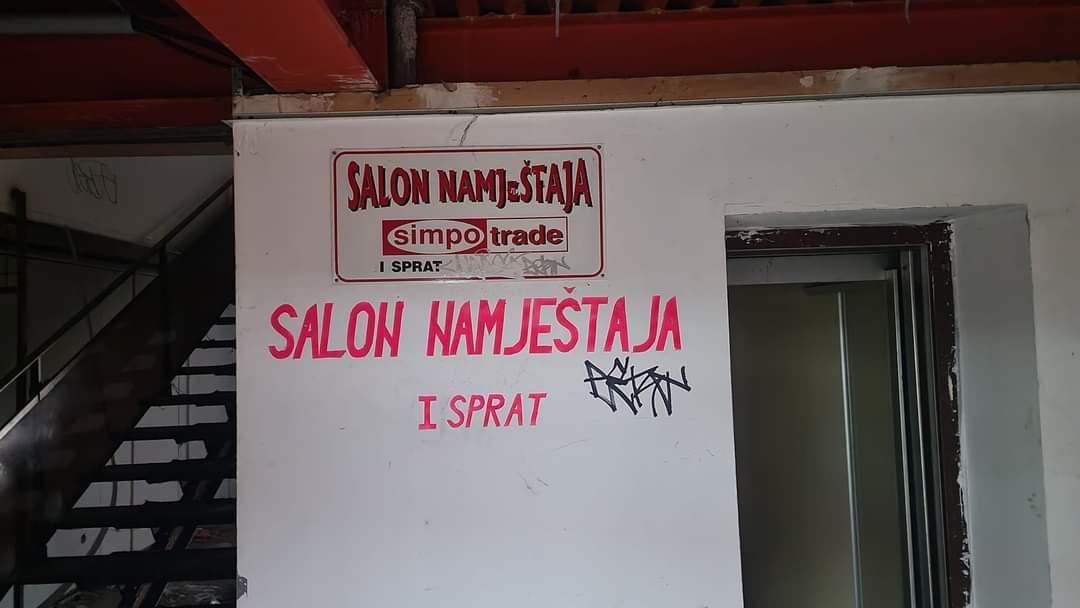 SALON NAMJEŠTAJA
simpo trade
I SPRAT
SALON NAMJEŠTAJA
I SPRAT